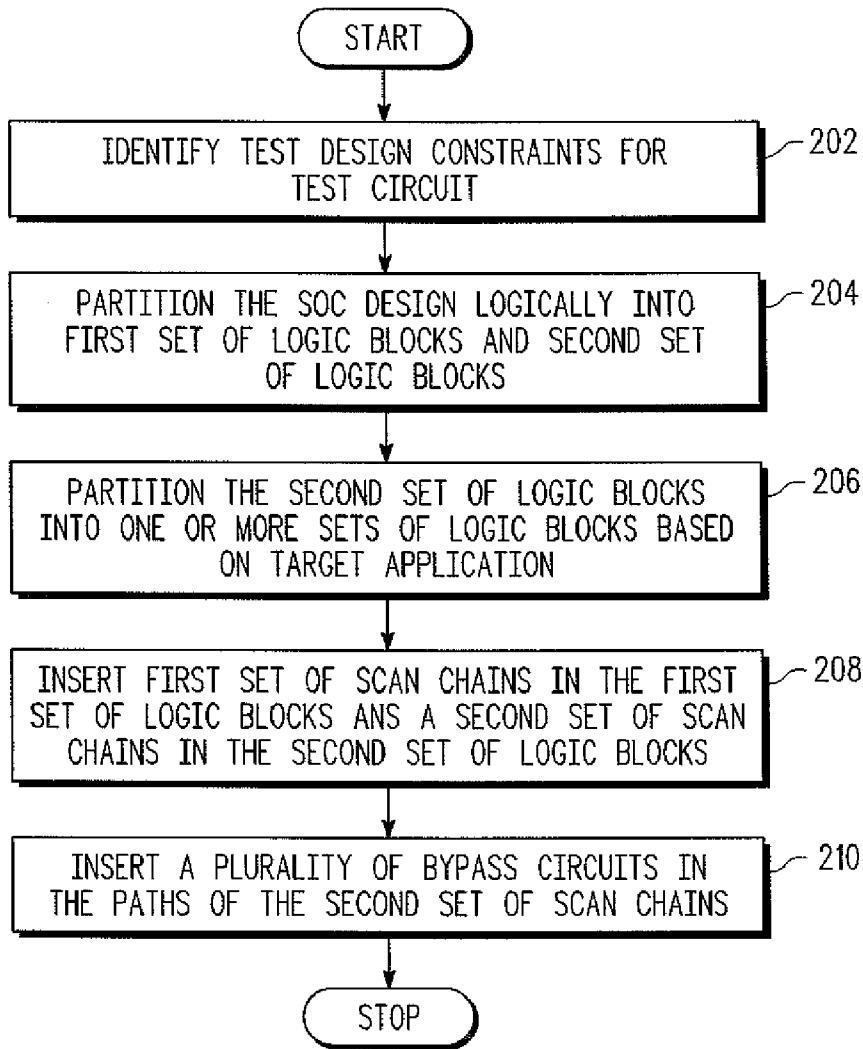 START
IDENTIFY TEST DESIGN CONSTRAINTS FOR
TEST CIRCUIT
202
PARTITION THE SOC DESIGN LOGICALLY INTO
FIRST SET OF LOGIC BLOCKS AND SECOND SET
OF LOGIC BLOCKS
204
PARTITION THE SECOND SET OF LOGIC BLOCKS
INTO ONE OR MORE SETS OF LOGIC BLOCKS BASED
ON TARGET APPLICATION
206
INSERT FIRST SET OF SCAN CHAINS IN THE FIRST
SET OF LOGIC BLOCKS ANS A SECOND SET OF SCAN
CHAINS IN THE SECOND SET OF LOGIC BLOCKS
208
INSERT A PLURALITY OF BYPASS CIRCUITS IN
THE PATHS OF THE SECOND SET OF SCAN CHAINS
210
STOP